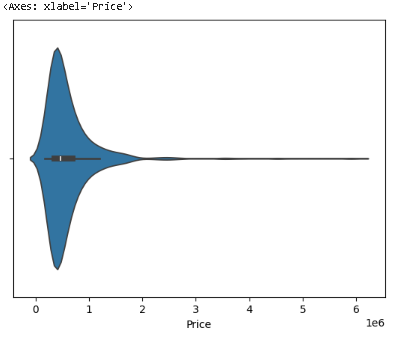 <Axes: xlabel='Price'>
0 1 2 3 4 5 6
1e6
Price